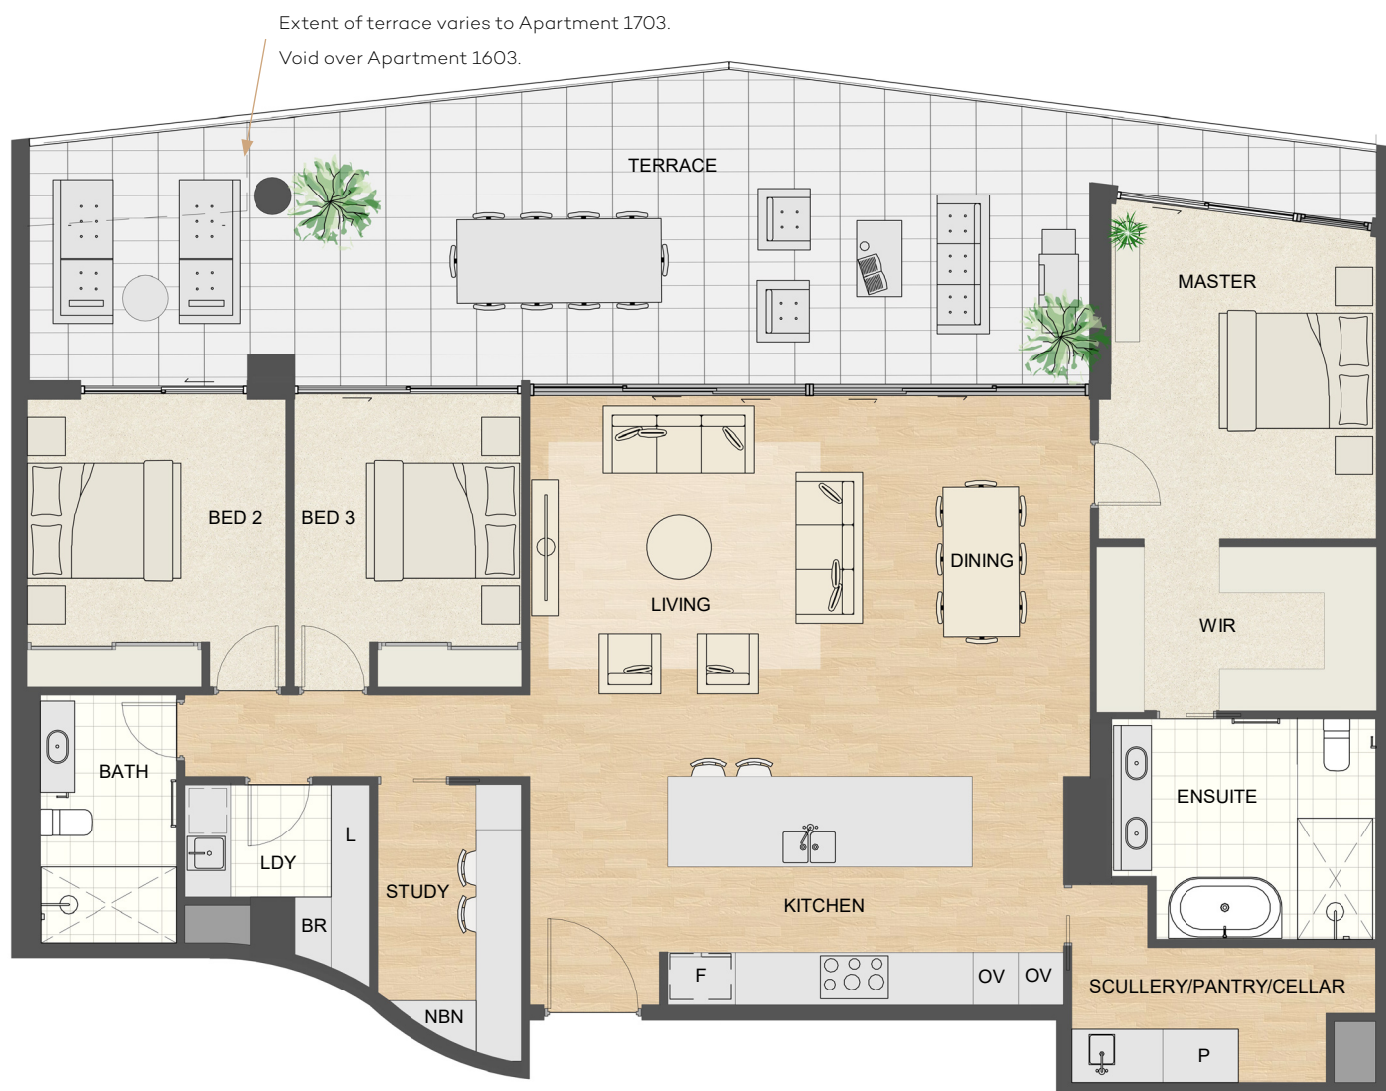 Extent of terrace varies to Apartment 1703.
Void over Apartment 1603.
TERRACE
MASTER
BED 2
BED 3
DINING
LIVING
WIR
BATH
ENSUITE
L
LDY
STUDY
KITCHEN
BR
F
OV
OV
SCULLERY/PANTRY/CELLAR
NBN
P